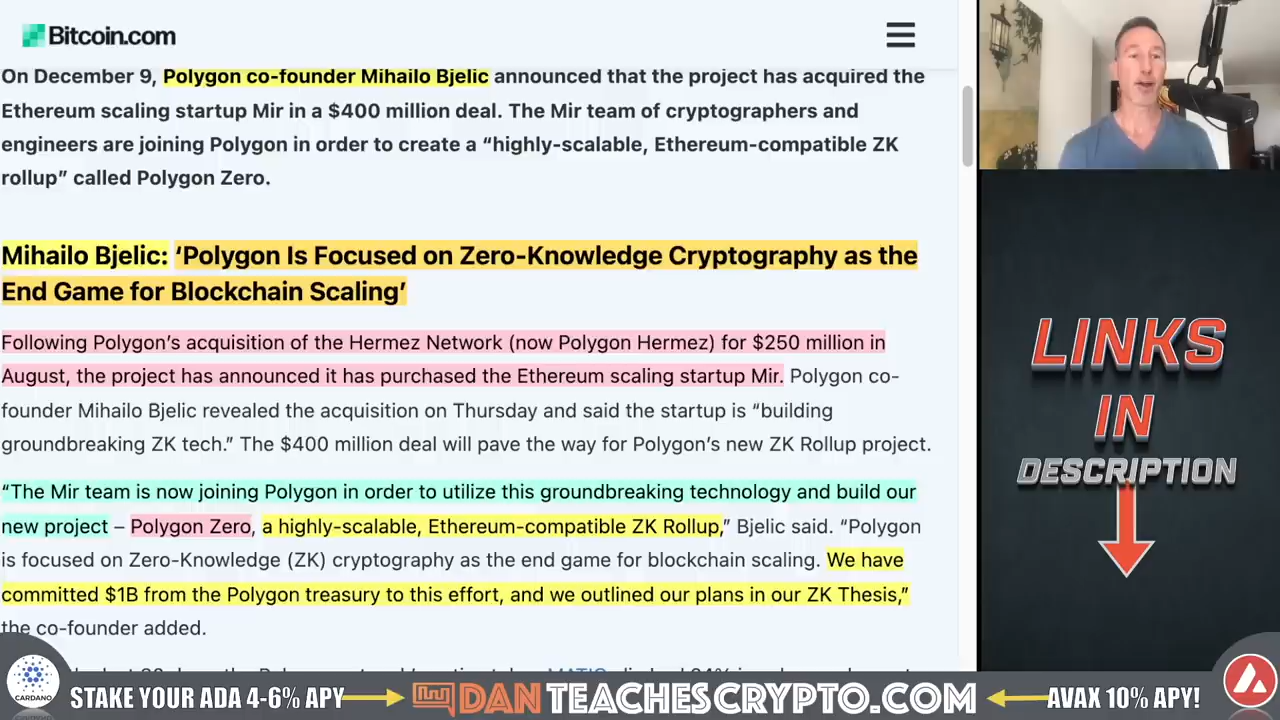 Bitcoin.com
On December 9, Polygon co-founder Mihailo Bjelic announced that the project has acquired the
Ethereum scaling startup Mir in a $400 million deal. The Mir team of cryptographers and
engineers are joining Polygon in order to create a “highly-scalable, Ethereum-compatible ZK
rollup” called Polygon Zero.
Mihailo Bjelic: ‘Polygon Is Focused on Zero-Knowledge Cryptography as the
End Game for Blockchain Scaling’
Following Polygon’s acquisition of the Hermez Network (now Polygon Hermez) for $250 million in
August, the project has announced it has purchased the Ethereum scaling startup Mir. Polygon co-
founder Mihailo Bjelic revealed the acquisition on Thursday and said the startup is “building
groundbreaking ZK tech.” The $400 million deal will pave the way for Polygon’s new ZK Rollup project.
“The Mir team is now joining Polygon in order to utilize this groundbreaking technology and build our
new project – Polygon Zero, a highly-scalable, Ethereum-compatible ZK Rollup,” Bjelic said. “Polygon
is focused on Zero-Knowledge (ZK) cryptography as the end game for blockchain scaling. We have
committed $1B from the Polygon treasury to this effort, and we outlined our plans in our ZK Thesis,”
the co-founder added.
LINKS
IN
DESCRIPTION
CARDANO
STAKE YOUR ADA 4-6% APY
DANTEACHESCRYPTO.COM
AVAX 10% APY!